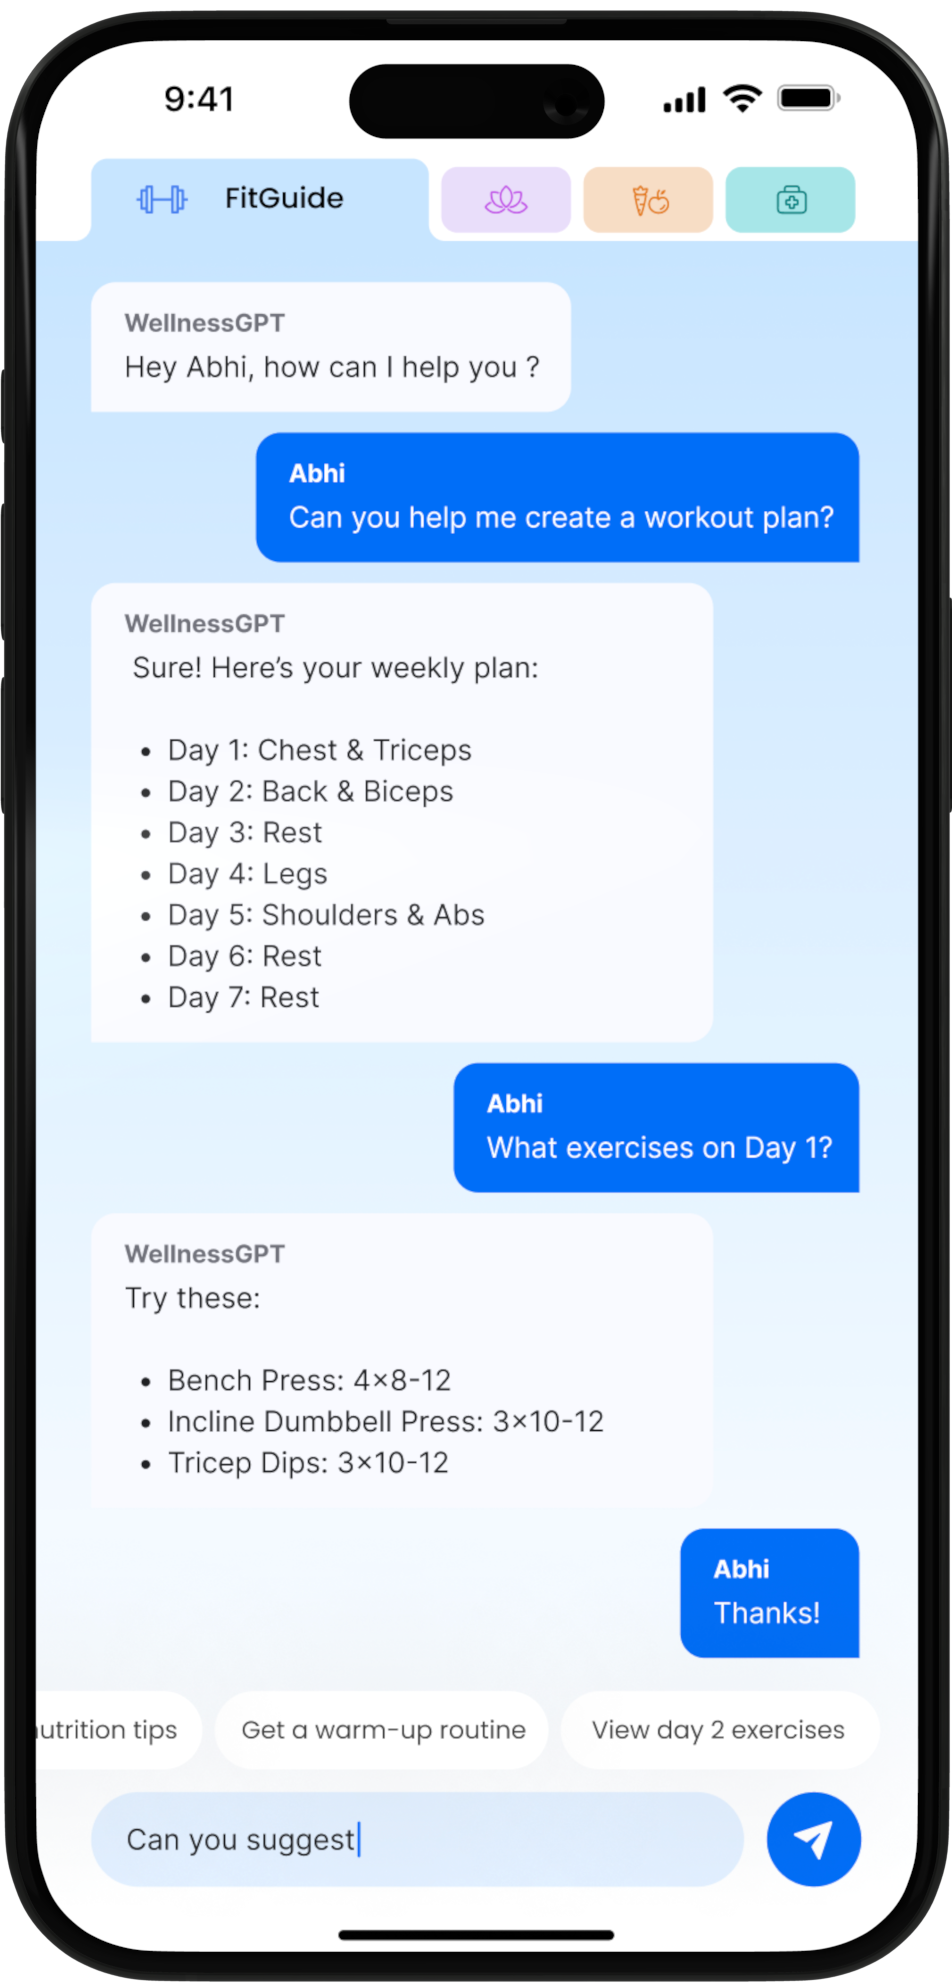 9:41
FitGuide
WellnessGPT
Hey Abhi, how can I help you ?
Abhi
Can you help me create a workout plan?
WellnessGPT
Sure! Here’s your weekly plan:
• Day 1: Chest & Triceps
• Day 2: Back & Biceps
• Day 3: Rest
• Day 4: Legs
• Day 5: Shoulders & Abs
• Day 6: Rest
• Day 7: Rest
Abhi
What exercises on Day 1?
WellnessGPT
Try these:
• Bench Press: 4×8-12
• Incline Dumbbell Press: 3×10-12
• Tricep Dips: 3×10-12
Abhi
Thanks!
tips Get a warm-up routine View day 2 exercises
Can you suggest